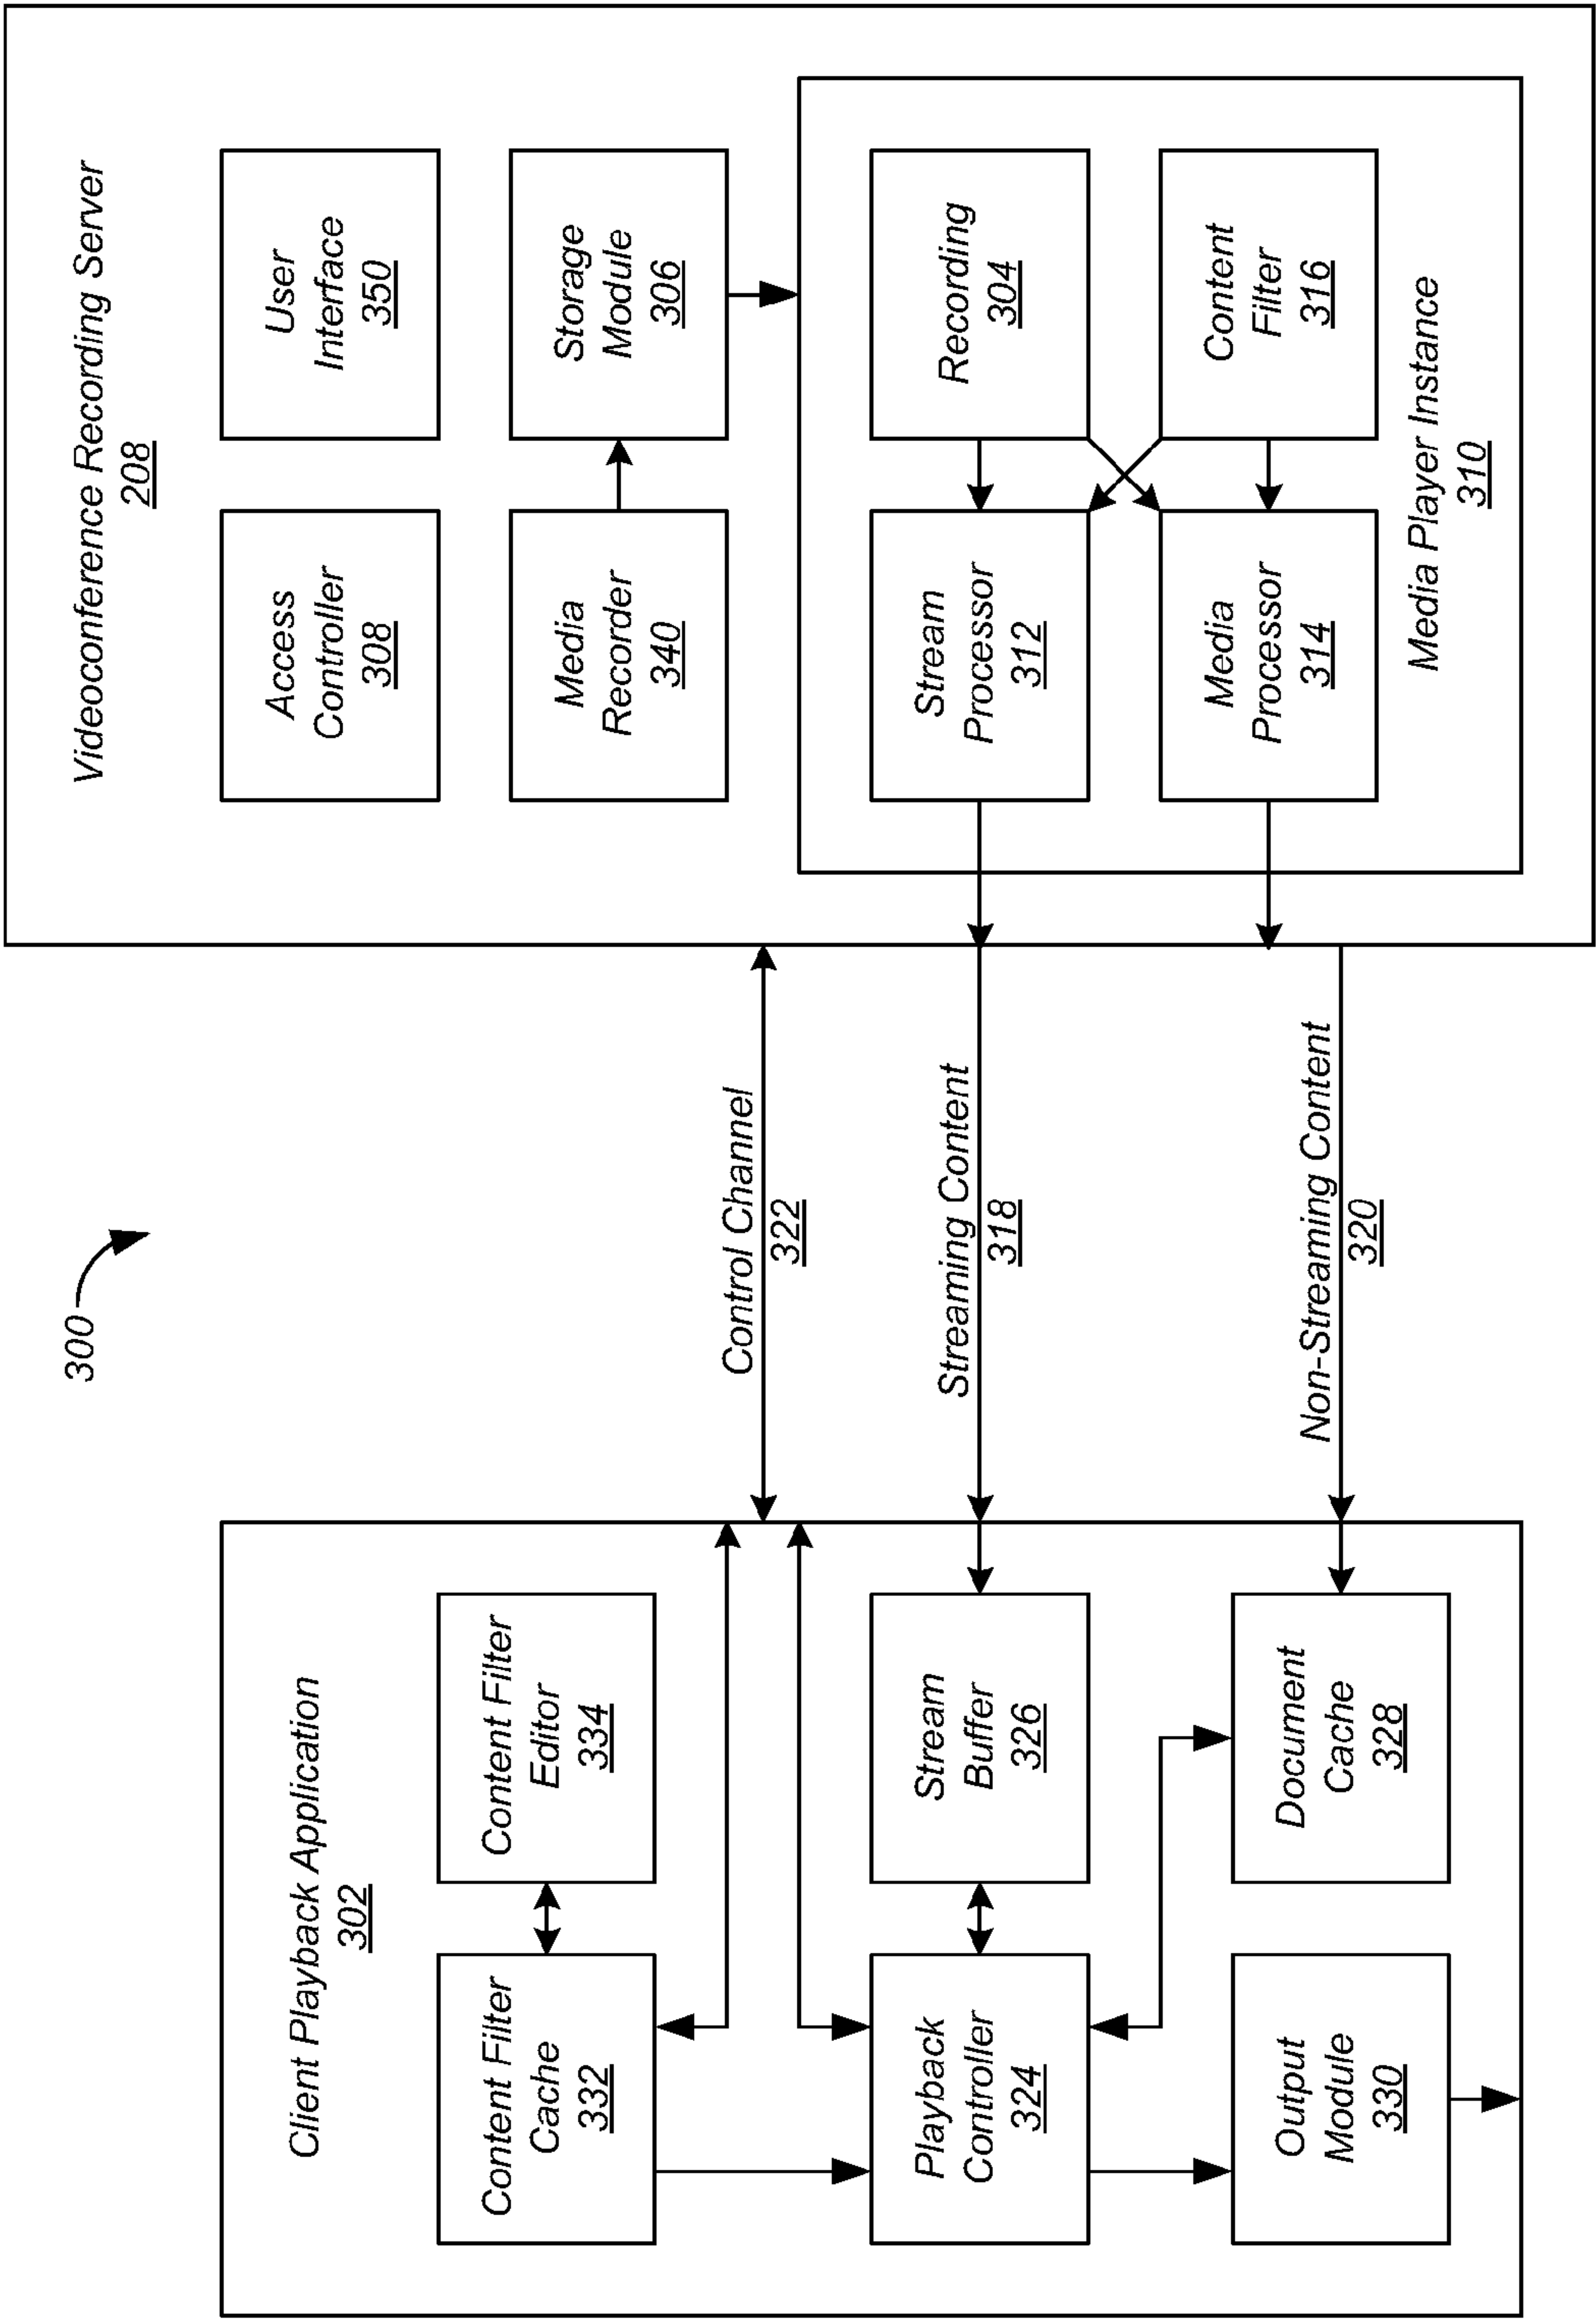 300
Client Playback Application
302
Content Filter
Cache
332
Content Filter
Editor
334
Playback
Controller
324
Stream
Buffer
326
Output
Module
330
Document
Cache
328
Control Channel
322
Streaming Content
318
Non-Streaming Content
320
Videoconference Recording Server
208
Access
Controller
308
User
Interface
350
Media
Recorder
340
Storage
Module
306
Stream
Processor
312
Recording
304
Media
Processor
314
Content
Filter
316
Media Player Instance
310